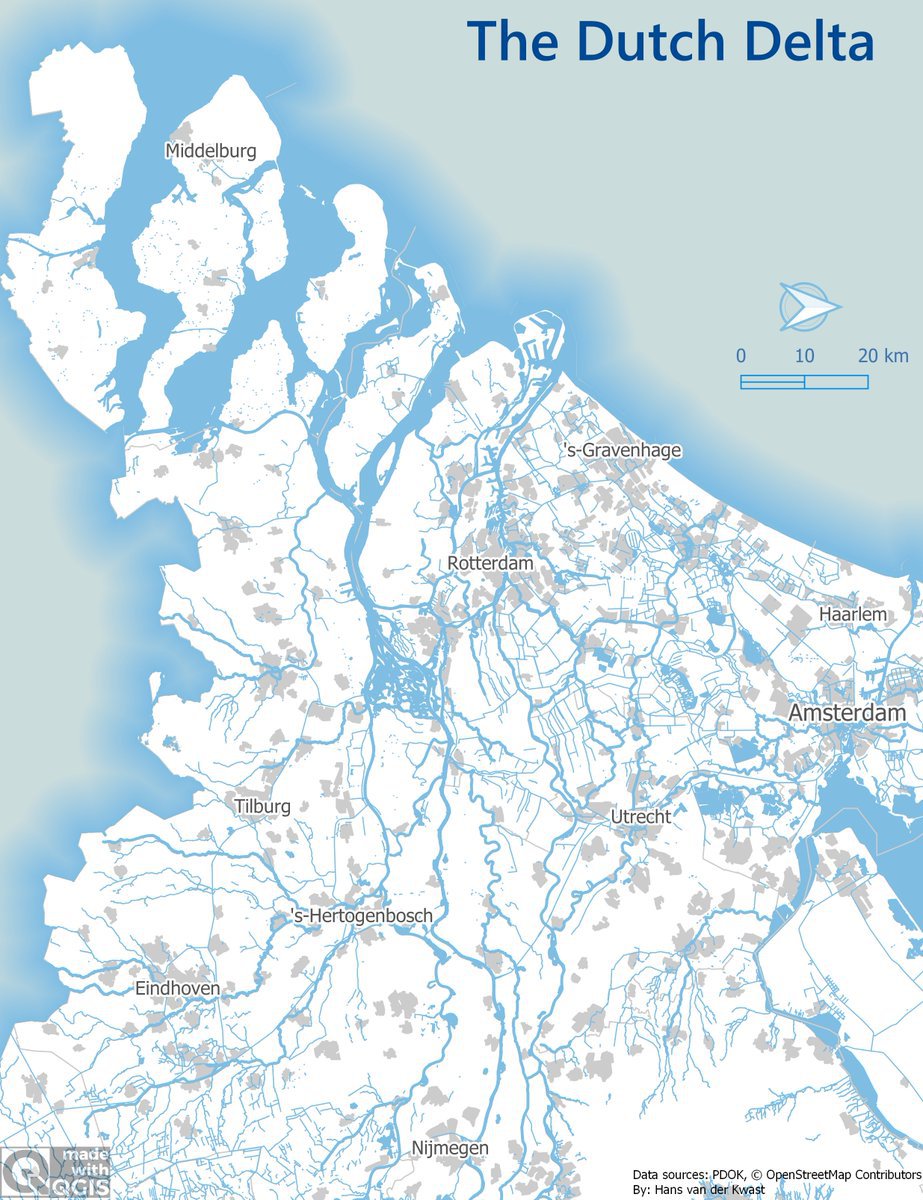 The Dutch Delta
Middelburg
0 10 20 km
's-Gravenhage
Rotterdam
Haarlem
Amsterdam
Tilburg
Utrecht
's-Hertogenbosch
Eindhoven
Nijmegen
made
with
QGIS
Data sources: PDOK, © OpenStreetMap Contributors
By: Hans van der Kwast